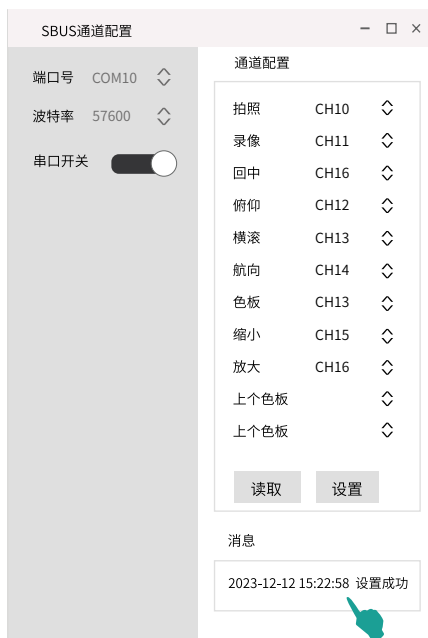 SBUS通道配置
端口号 COM10
波特率 57600
串口开关
通道配置
拍照 CH10
录像 CH11
回中 CH16
俯仰 CH12
横滚 CH13
航向 CH14
色板 CH13
缩小 CH15
放大 CH16
上个色板
上个色板
读取 设置
消息
2023-12-12 15:22:58 设置成功